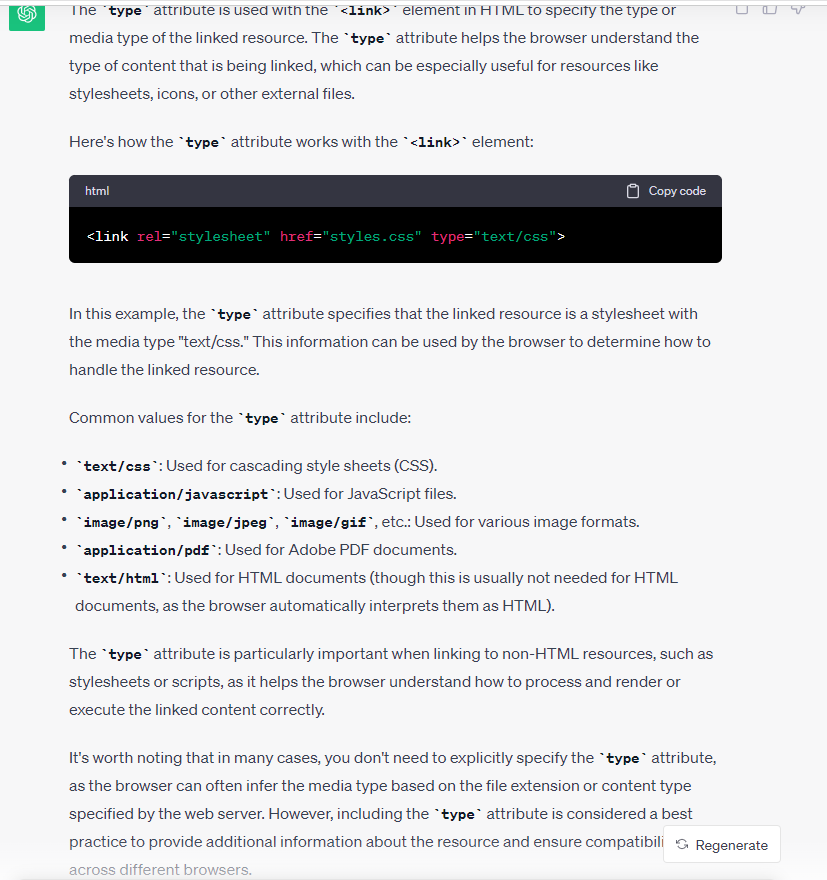 The `type` attribute is used with the `<link>` element in HTML to specify the type or
media type of the linked resource. The `type` attribute helps the browser understand the
type of content that is being linked, which can be especially useful for resources like
stylesheets, icons, or other external files.
Here's how the `type` attribute works with the `<link>` element:
html
Copy code
<link rel="stylesheet" href="styles.css" type="text/css">
In this example, the `type` attribute specifies that the linked resource is a stylesheet with
the media type "text/css." This information can be used by the browser to determine how to
handle the linked resource.
Common values for the `type` attribute include:
• `text/css`: Used for cascading style sheets (CSS).
• `application/javascript`: Used for JavaScript files.
• `image/png`, `image/jpeg`, `image/gif`, etc.: Used for various image formats.
• `application/pdf`: Used for Adobe PDF documents.
• `text/html`: Used for HTML documents (though this is usually not needed for HTML
documents, as the browser automatically interprets them as HTML).
The `type` attribute is particularly important when linking to non-HTML resources, such as
stylesheets or scripts, as it helps the browser understand how to process and render or
execute the linked content correctly.
It's worth noting that in many cases, you don't need to explicitly specify the `type` attribute,
as the browser can often infer the media type based on the file extension or content type
specified by the web server. However, including the `type` attribute is considered a best
practice to provide additional information about the resource and ensure compatibili
Regenerate
across different browsers.